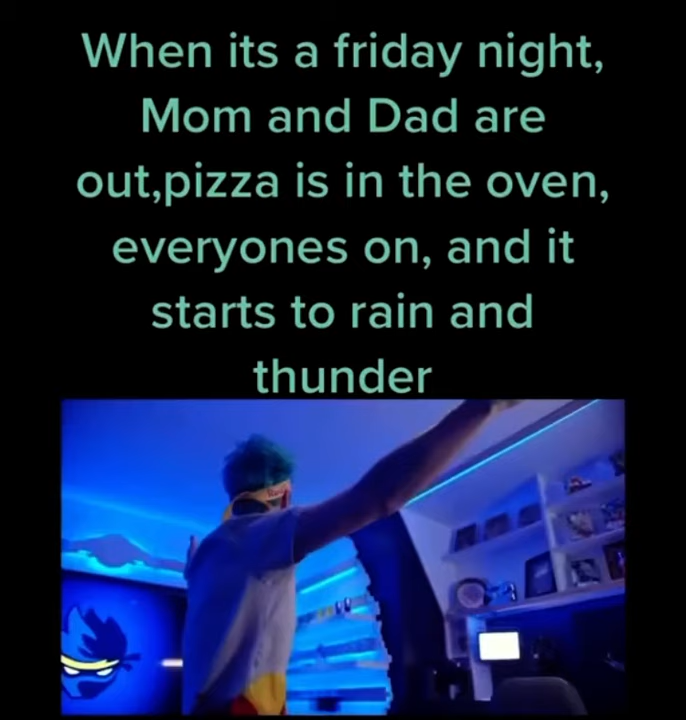 When its a friday night,
Mom and Dad are
out,pizza is in the oven,
everyones on, and it
starts to rain and
thunder